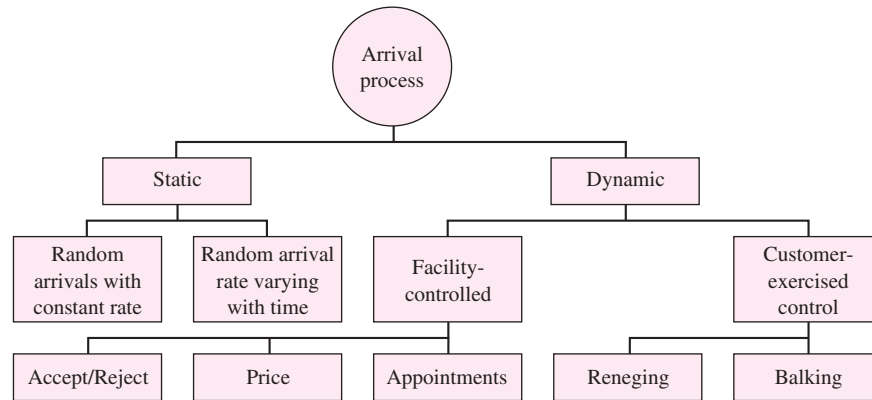 Arrival
process
Static
Dynamic
Random
arrivals with
constant rate
Random arrival
rate varying
with time
Facility-
controlled
Customer-
exercised
control
Accept/Reject
Price
Appointments
Reneging
Balking